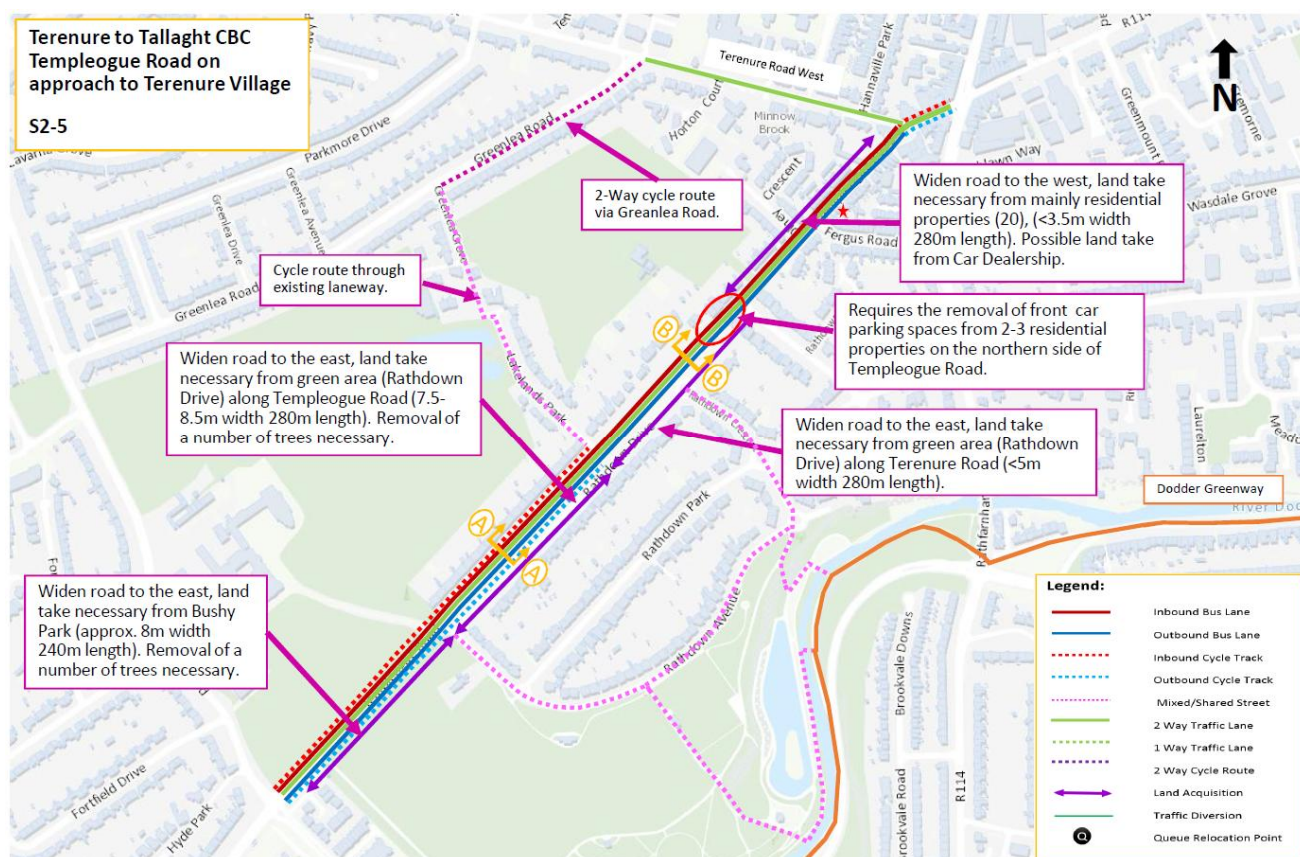 Terenure to Tallaght CBC
Templeogue Road on
approach to Terenure Village
S2-5
N
R114
Terenure Road West
Hannaville Park
Greenmount
Wasdale Grove
Parkmore Drive
Greenlea Road
Horton Court
Minnow
Brook
Crescent
Greenlea Drive
Greenlea Avenue
Greenlea Grove
Greenlea Road
2-Way cycle route
via Greanlea Road.
Widen road to the west, land take
necessary from mainly residential
properties (20), (<3.5m width
280m length). Possible land take
from Car Dealership.
Fergus Road
Cycle route through
existing laneway.
Requires the removal of front car
parking spaces from 2-3 residential
properties on the northern side of
Templeogue Road.
B
B
Lakelands Park
Widen road to the east, land take
necessary from green area (Rathdown
Drive) along Templeogue Road (7.5-
8.5m width 280m length). Removal of
a number of trees necessary.
Widen road to the east, land take
necessary from green area (Rathdown
Drive) along Terenure Road (<5m
width 280m length).
Laurelton
Rathdown Drive
Rathdown Park
Rathdown Avenue
Dodder Greenway
A
A
Widen road to the east, land
take necessary from Bushy
Park (approx. 8m width
240m length). Removal of a
number of trees necessary.
Fortfield Drive
Hyde Park
Brookvale Downs
Brookvale Road
R114
Legend:
Inbound Bus Lane
Outbound Bus Lane
Inbound Cycle Track
Outbound Cycle Track
Mixed/Shared Street
2 Way Traffic Lane
1 Way Traffic Lane
2 Way Cycle Route
Land Acquisition
Traffic Diversion
Q
Queue Relocation Point